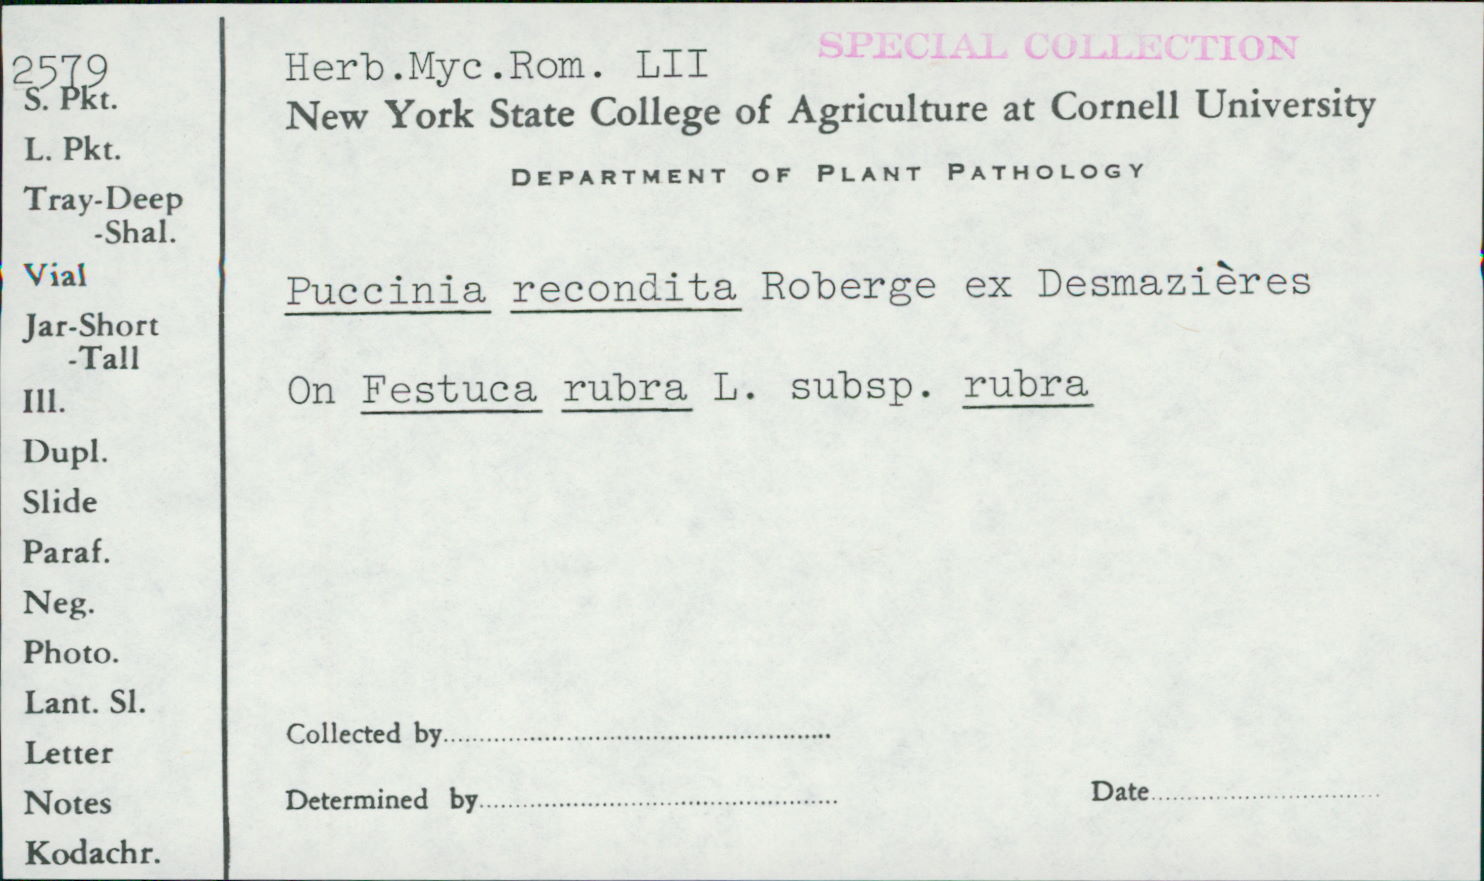 2579
S. Pkt.
L. Pkt.
Tray-Deep
-Shal.
Vial
Jar-Short
-Tall
Ill.
Dupl.
Slide
Paraf.
Neg.
Photo.
Lant. Sl.
Letter
Notes
Kodachr.
Herb.Myc.Rom. LII
SPECIAL COLLECTION
New York State College of Agriculture at Cornell University
DEPARTMENT OF PLANT PATHOLOGY
Puccinia recondita Roberge ex Desmazières
On Festuca rubra L. subsp. rubra
Collected by
Determined by
Date